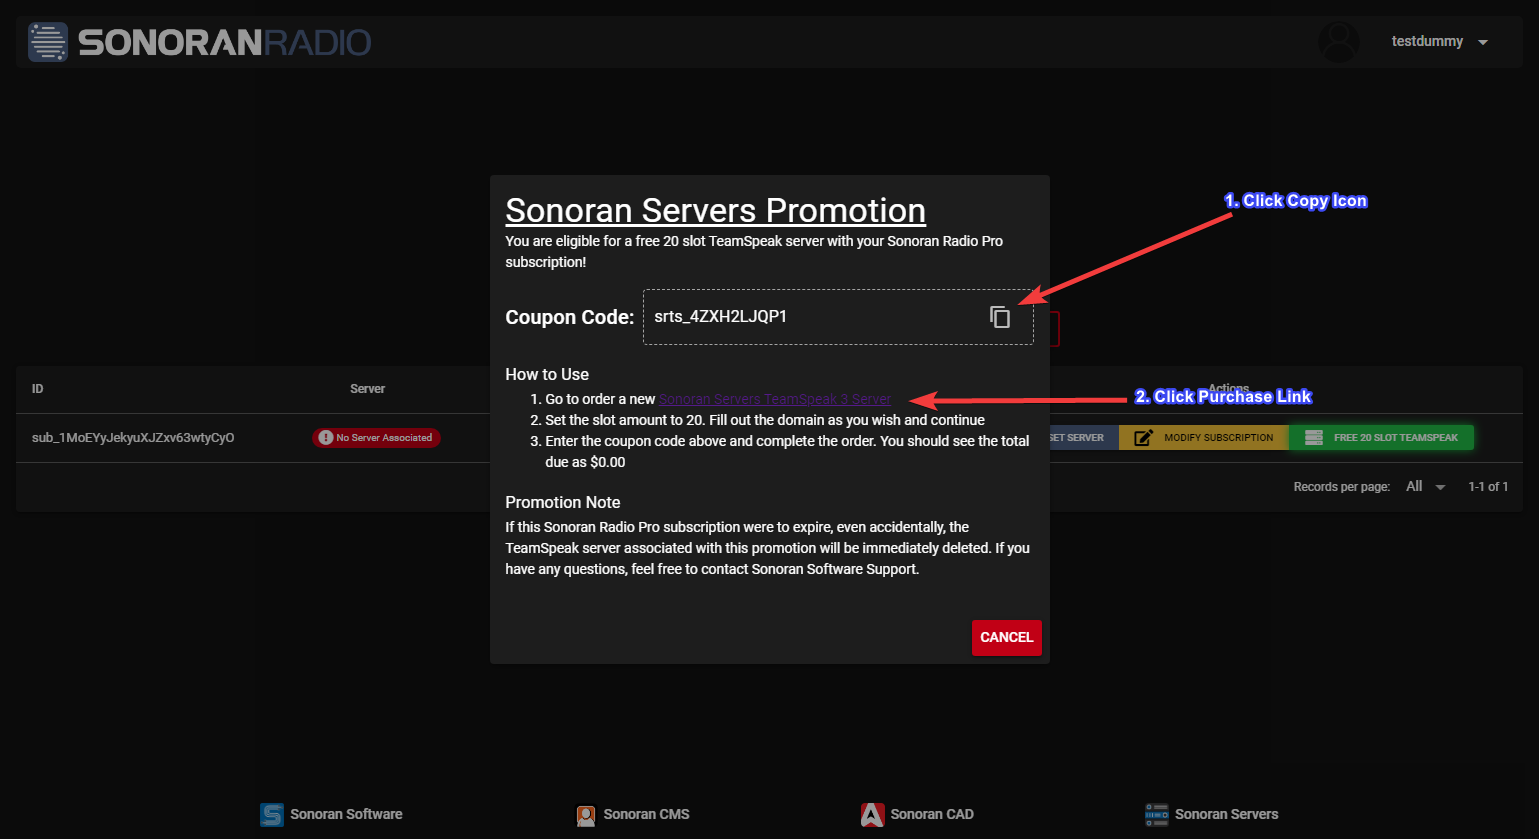 SONORANRADIO
testdummy
1. Click Copy Icon
Sonoran Servers Promotion
You are eligible for a free 20 slot TeamSpeak server with your Sonoran Radio Pro
subscription!
Coupon Code: srts_4ZXH2LJQP1
How to Use
1. Go to order a new Sonoran Servers TeamSpeak 3 Server
2. Set the slot amount to 20. Fill out the domain as you wish and continue
3. Enter the coupon code above and complete the order. You should see the total
due as $0.00
Promotion Note
If this Sonoran Radio Pro subscription were to expire, even accidentally, the
TeamSpeak server associated with this promotion will be immediately deleted. If you
have any questions, feel free to contact Sonoran Software Support.
CANCEL
2. Click Purchase Link
ID Server Actions
sub_1MoEYyJekyuXJZxv63wtyCyO No Server Associated SET SERVER MODIFY SUBSCRIPTION FREE 20 SLOT TEAMSPEAK
Records per page: All 1-1 of 1
Sonoran Software Sonoran CMS Sonoran CAD Sonoran Servers